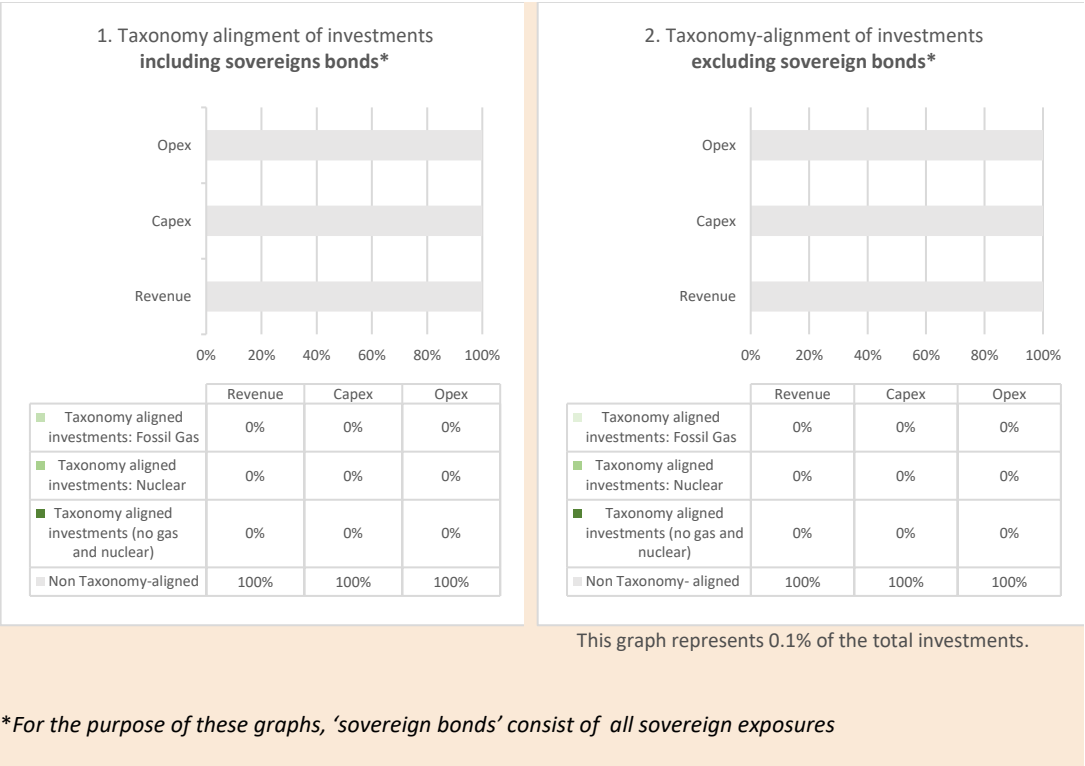 1. Taxonomy alingment of investments
including sovereigns bonds*
Opex
Capex
Revenue
0% 20% 40% 60% 80% 100%
Revenue Capex Opex
Taxonomy aligned
investments: Fossil Gas 0% 0% 0%
Taxonomy aligned
investments: Nuclear 0% 0% 0%
Taxonomy aligned
investments (no gas
and nuclear) 0% 0% 0%
Non Taxonomy-aligned 100% 100% 100%
2. Taxonomy-alignment of investments
excluding sovereign bonds*
Opex
Capex
Revenue
0% 20% 40% 60% 80% 100%
Revenue Capex Opex
Taxonomy aligned
investments: Fossil Gas 0% 0% 0%
Taxonomy aligned
investments: Nuclear 0% 0% 0%
Taxonomy aligned
investments (no gas and
nuclear) 0% 0% 0%
Non Taxonomy- aligned 100% 100% 100%
This graph represents 0.1% of the total investments.
*For the purpose of these graphs, ‘sovereign bonds’ consist of all sovereign exposures